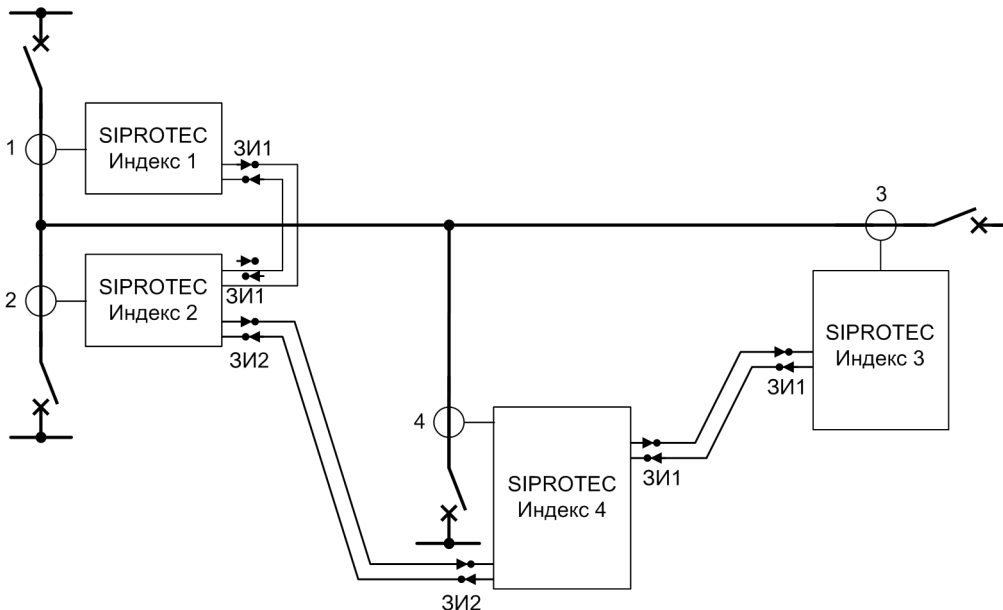 1
SIPROTEC
Индекс 1
ЗИ1
3
2
SIPROTEC
Индекс 2
ЗИ1
ЗИ2
SIPROTEC
Индекс 3
ЗИ1
4
SIPROTEC
Индекс 4
ЗИ1
ЗИ2